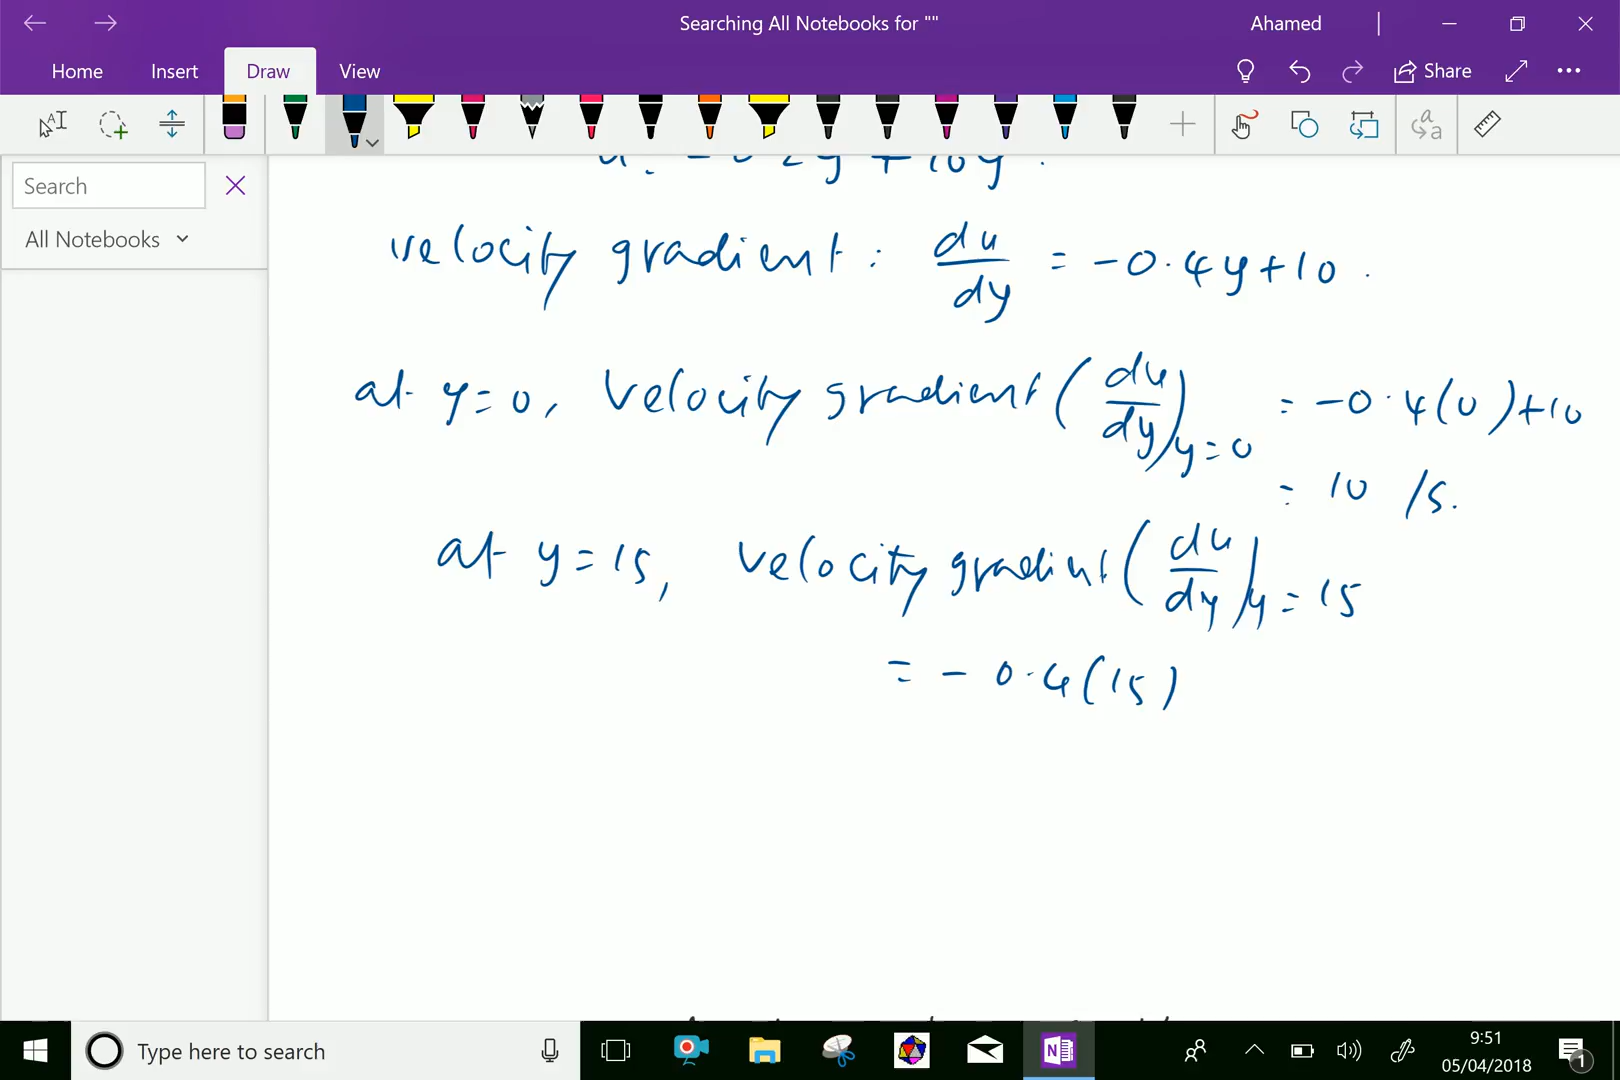 Searching All Notebooks for ""
Ahamed
Home Insert Draw View
Share
Search
All Notebooks
velocity gradient : du/dy = -0.4y+10 .
at y=0, velocity gradient (du/dy)y=0 = -0.4(0)+10
= 10 /s.
at y=15, velocity gradient (du/dy)y=15
= - 0.4(15)
Type here to search
9:51
05/04/2018
1